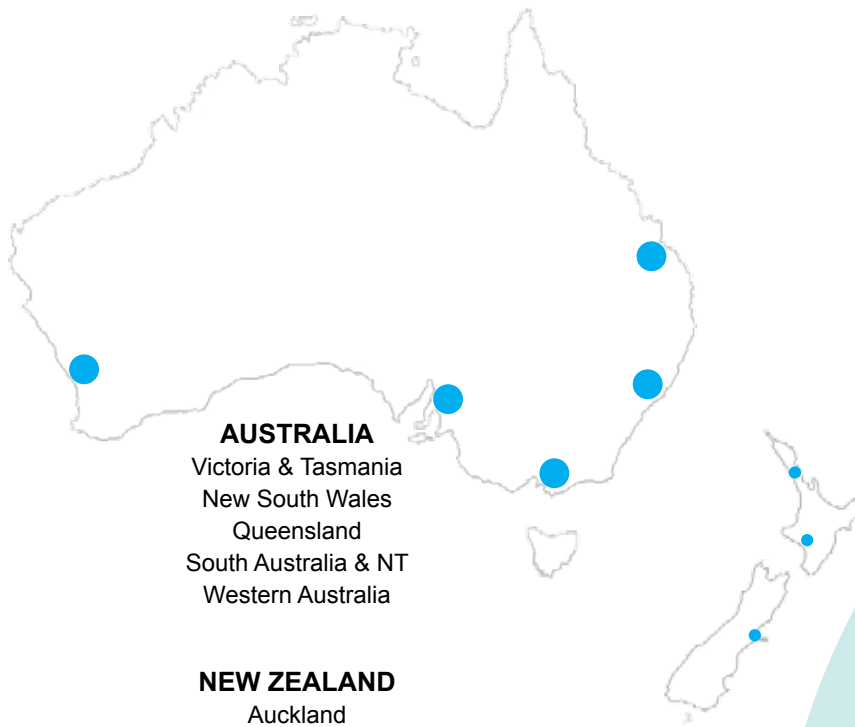 AUSTRALIA
Victoria & Tasmania
New South Wales
Queensland
South Australia & NT
Western Australia
NEW ZEALAND
Auckland